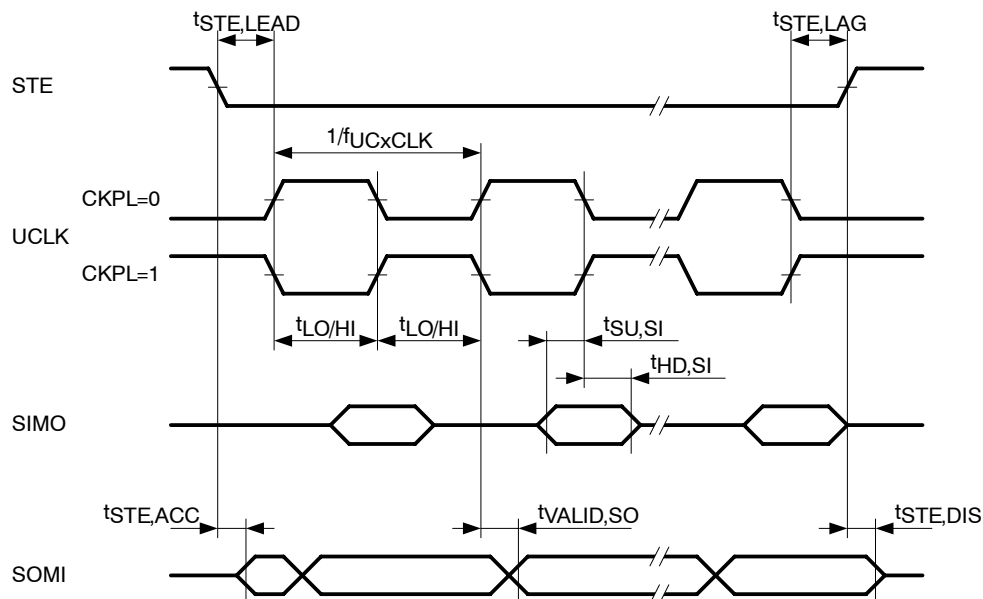 tSTE,LEAD
tSTE,LAG
STE
1/fUCxCLK
CKPL=0
UCLK
CKPL=1
tLO/HI
tLO/HI
tSU,SI
tHD,SI
SIMO
tSTE,ACC
tVALID,SO
tSTE,DIS
SOMI